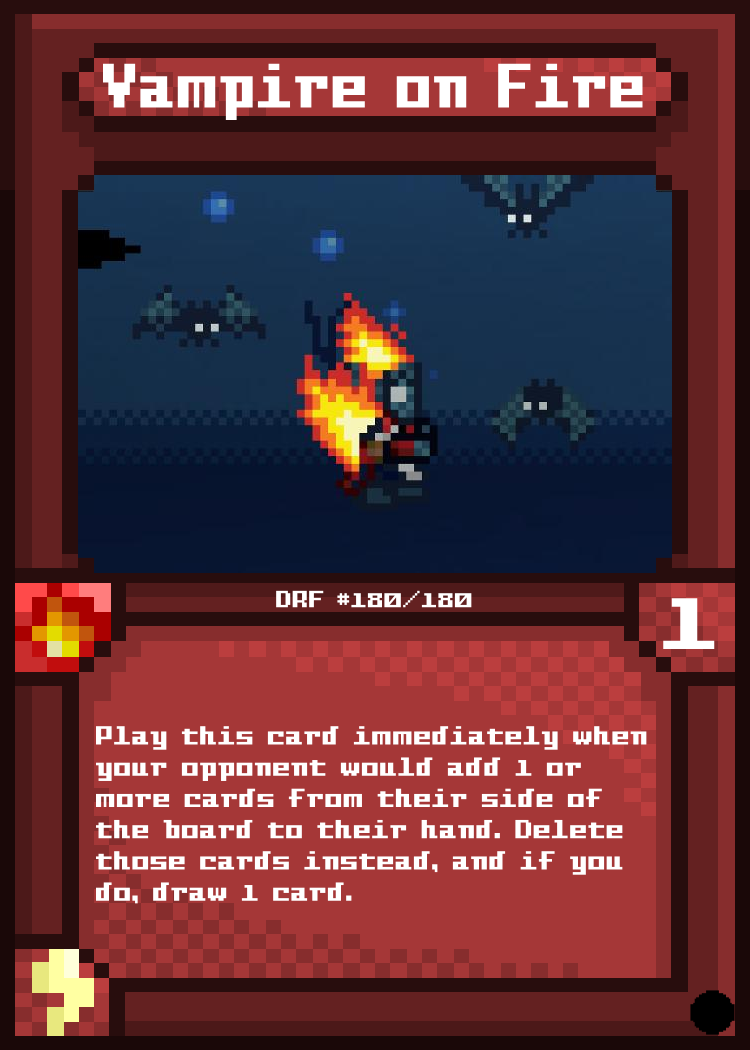 Vampire on Fire
DRF #180/180
1
Play this card immediately when
your opponent would add 1 or
more cards from their side of
the board to their hand. Delete
those cards instead, and if you
do, draw 1 card.